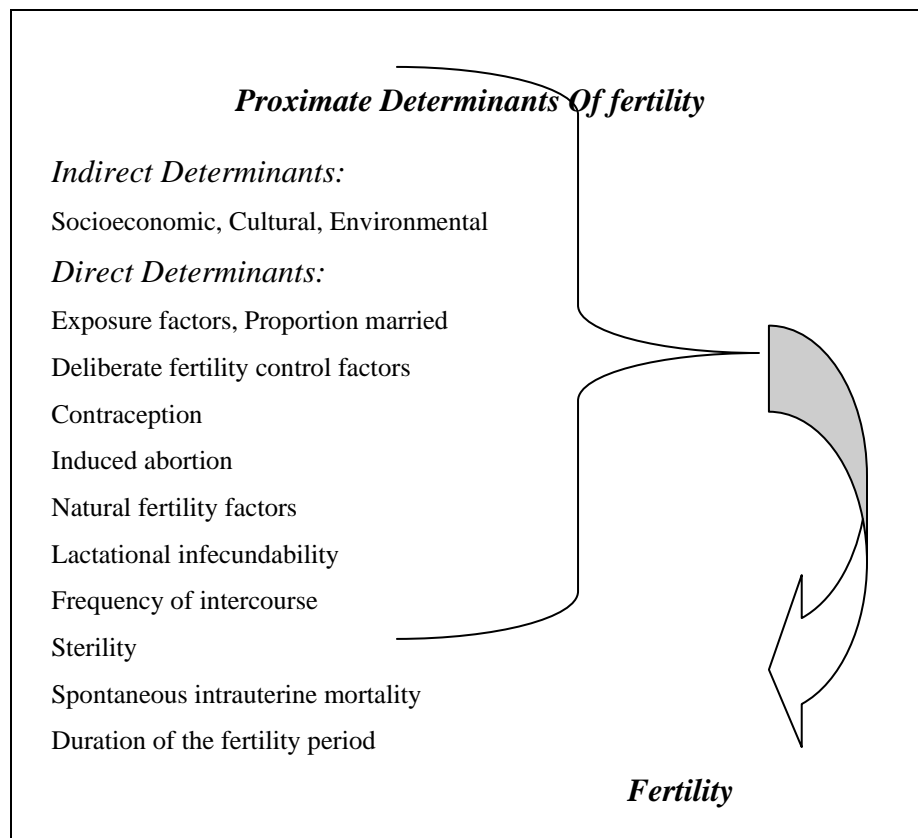 Proximate Determinants Of fertility
Indirect Determinants:
Socioeconomic, Cultural, Environmental
Direct Determinants:
Exposure factors, Proportion married
Deliberate fertility control factors
Contraception
Induced abortion
Natural fertility factors
Lactational infecundability
Frequency of intercourse
Sterility
Spontaneous intrauterine mortality
Duration of the fertility period
Fertility